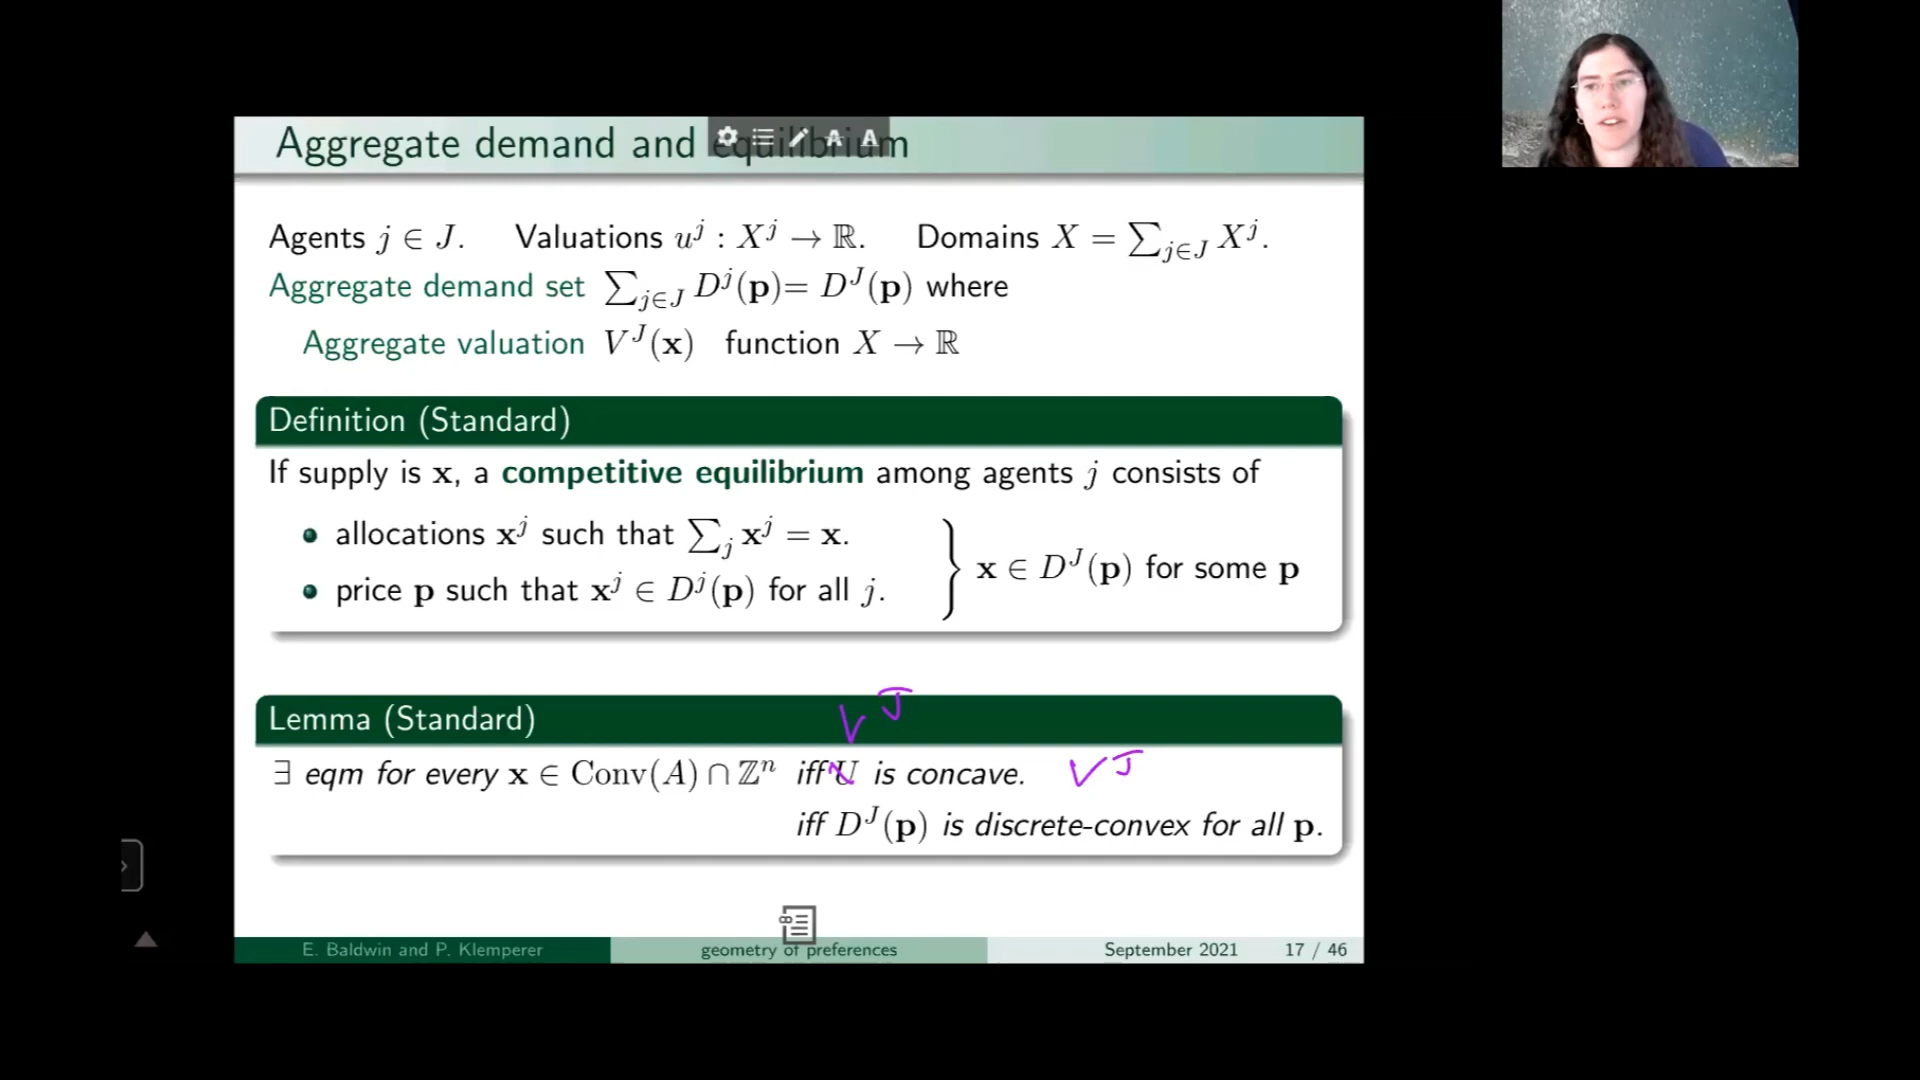 Aggregate demand and equilibrium
Agents j ∈ J. Valuations u^j : X^j → ℝ. Domains X = ∑_{j∈J} X^j.
Aggregate demand set ∑_{j∈J} D^j(p)= D^J(p) where
Aggregate valuation V^J(x) function X → ℝ
Definition (Standard)
If supply is x, a competitive equilibrium among agents j consists of
allocations x^j such that ∑_j x^j = x.
price p such that x^j ∈ D^j(p) for all j.
x ∈ D^J(p) for some p
V^J
Lemma (Standard)
∃ eqm for every x ∈ Conv(A) ∩ ℤ^n iff U is concave. V^J
iff D^J(p) is discrete-convex for all p.
E. Baldwin and P. Klemperer geometry of preferences September 2021 17 / 46